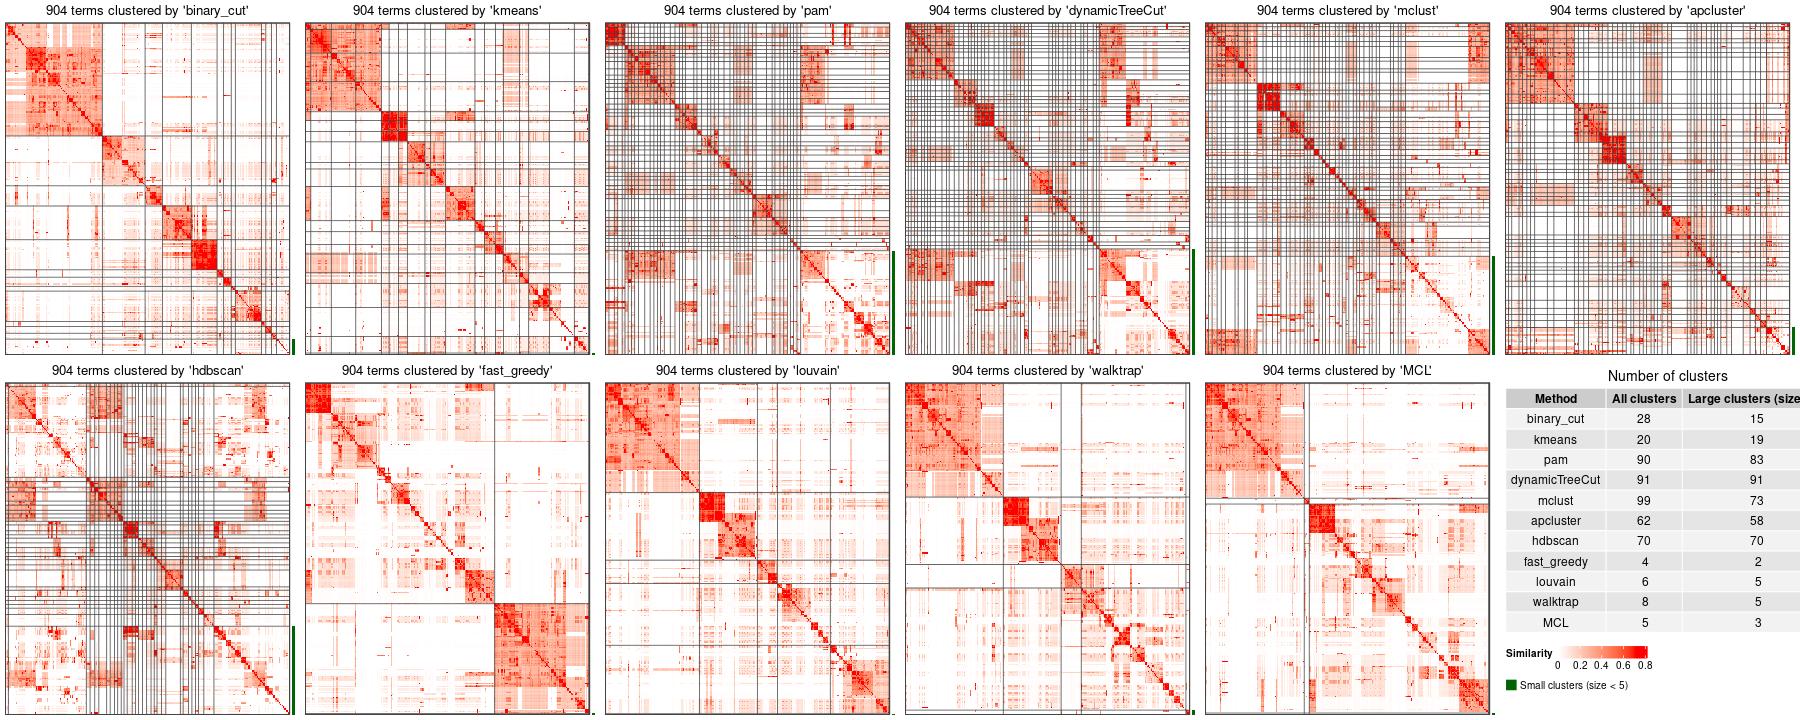 904 terms clustered by 'binary_cut'
904 terms clustered by 'kmeans'
904 terms clustered by 'pam'
904 terms clustered by 'dynamicTreeCut'
904 terms clustered by 'mclust'
904 terms clustered by 'apcluster'
904 terms clustered by 'hdbscan'
904 terms clustered by 'fast_greedy'
904 terms clustered by 'louvain'
904 terms clustered by 'walktrap'
904 terms clustered by 'MCL'
Number of clusters
Method All clusters Large clusters (size
binary_cut 28 15
kmeans 20 19
pam 90 83
dynamicTreeCut 91 91
mclust 99 73
apcluster 62 58
hdbscan 70 70
fast_greedy 4 2
louvain 6 5
walktrap 8 5
MCL 5 3
Similarity
0 0.2 0.4 0.6 0.8
Small clusters (size < 5)